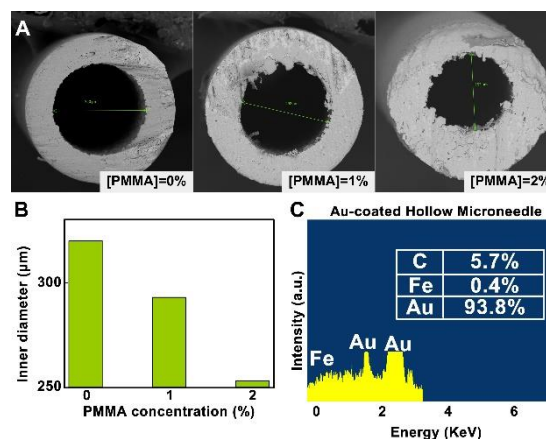 A
[PMMA]=0%
[PMMA]=1%
[PMMA]=2%
B
Inner diameter (µm)
300
250
0
1
2
PMMA concentration (%)
C
Au-coated Hollow Microneedle
C 5.7%
Fe 0.4%
Au 93.8%
Intensity (a.u.)
Fe
Au
Au
0
2
4
6
Energy (KeV)